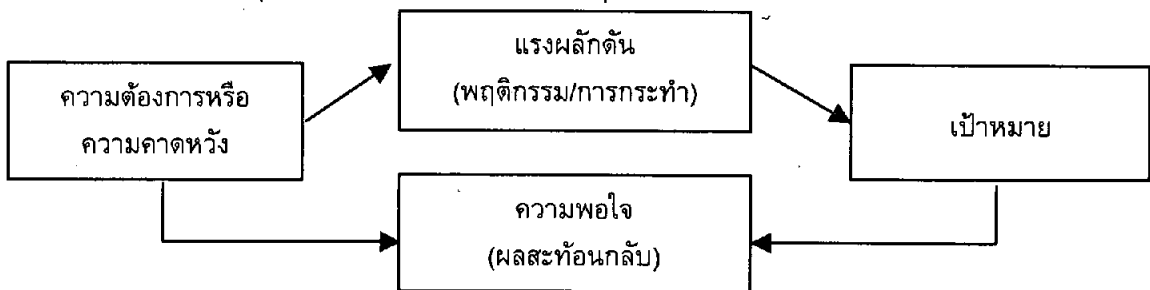 ความต้องการหรือ
ความคาดหวัง
แรงผลักดัน
(พฤติกรรม/การกระทำ)
เป้าหมาย
ความพอใจ
(ผลสะท้อนกลับ)